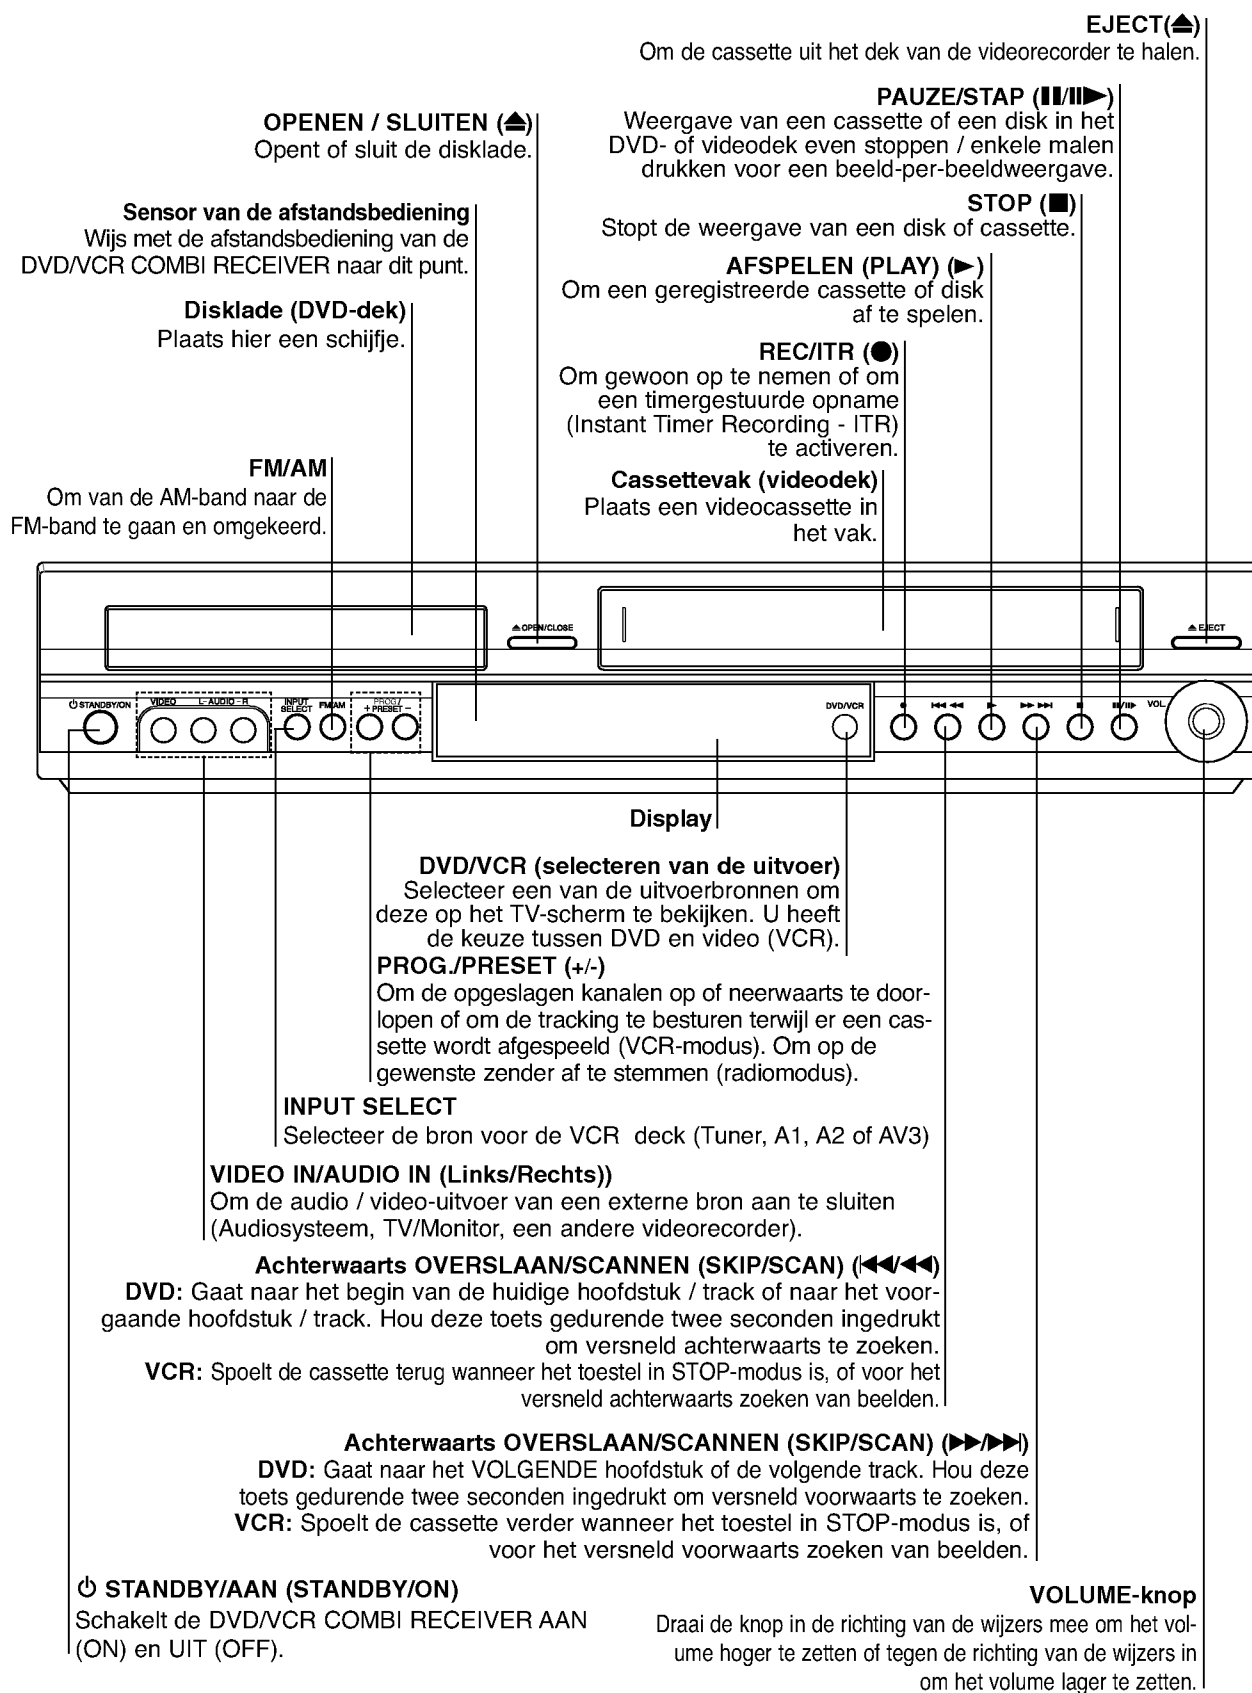 EJECT(⏏)
Om de cassette uit het dek van de videorecorder te halen.
PAUZE/STAP (❚❚/❚❚▶)
Weergave van een cassette of een disk in het
DVD- of videodek even stoppen / enkele malen
drukken voor een beeld-per-beeldweergave.
OPENEN / SLUITEN (⏏)
Opent of sluit de disklade.
STOP (■)
Stopt de weergave van een disk of cassette.
Sensor van de afstandsbediening
Wijs met de afstandsbediening van de
DVD/VCR COMBI RECEIVER naar dit punt.
AFSPELEN (PLAY) (►)
Om een geregistreerde cassette of disk
af te spelen.
Disklade (DVD-dek)
Plaats hier een schijfje.
REC/ITR (●)
Om gewoon op te nemen of om
een timergestuurde opname
(Instant Timer Recording - ITR)
te activeren.
FM/AM
Om van de AM-band naar de
FM-band te gaan en omgekeerd.
Cassettevak (videodek)
Plaats een videocassette in
het vak.
⏏ OPEN/CLOSE
⏏ EJECT
⏻ STANDBY/ON
VIDEO
L- AUDIO -R
INPUT
SELECT
FM/AM
PROG./
+ PRESET −
DVD/VCR
● |◀◀ ◀◀ ▶ ▶▶ ▶▶| ■ ❚❚/❚❚▶
VOL.
Display
DVD/VCR (selecteren van de uitvoer)
Selecteer een van de uitvoerbronnen om
deze op het TV-scherm te bekijken. U heeft
de keuze tussen DVD en video (VCR).
PROG./PRESET (+/-)
Om de opgeslagen kanalen op of neerwaarts te door-
lopen of om de tracking te besturen terwijl er een cas-
sette wordt afgespeeld (VCR-modus). Om op de
gewenste zender af te stemmen (radiomodus).
INPUT SELECT
Selecteer de bron voor de VCR deck (Tuner, A1, A2 of AV3)
VIDEO IN/AUDIO IN (Links/Rechts))
Om de audio / video-uitvoer van een externe bron aan te sluiten
(Audiosysteem, TV/Monitor, een andere videorecorder).
Achterwaarts OVERSLAAN/SCANNEN (SKIP/SCAN) (|◀◀/◀◀)
DVD: Gaat naar het begin van de huidige hoofdstuk / track of naar het voor-
gaande hoofdstuk / track. Hou deze toets gedurende twee seconden ingedrukt
om versneld achterwaarts te zoeken.
VCR: Spoelt de cassette terug wanneer het toestel in STOP-modus is, of voor het
versneld achterwaarts zoeken van beelden.
Achterwaarts OVERSLAAN/SCANNEN (SKIP/SCAN) (▶▶/▶▶|)
DVD: Gaat naar het VOLGENDE hoofdstuk of de volgende track. Hou deze
toets gedurende twee seconden ingedrukt om versneld voorwaarts te zoeken.
VCR: Spoelt de cassette verder wanneer het toestel in STOP-modus is, of
voor het versneld voorwaarts zoeken van beelden.
⏻ STANDBY/AAN (STANDBY/ON)
Schakelt de DVD/VCR COMBI RECEIVER AAN
(ON) en UIT (OFF).
VOLUME-knop
Draai de knop in de richting van de wijzers mee om het vol-
ume hoger te zetten of tegen de richting van de wijzers in
om het volume lager te zetten.